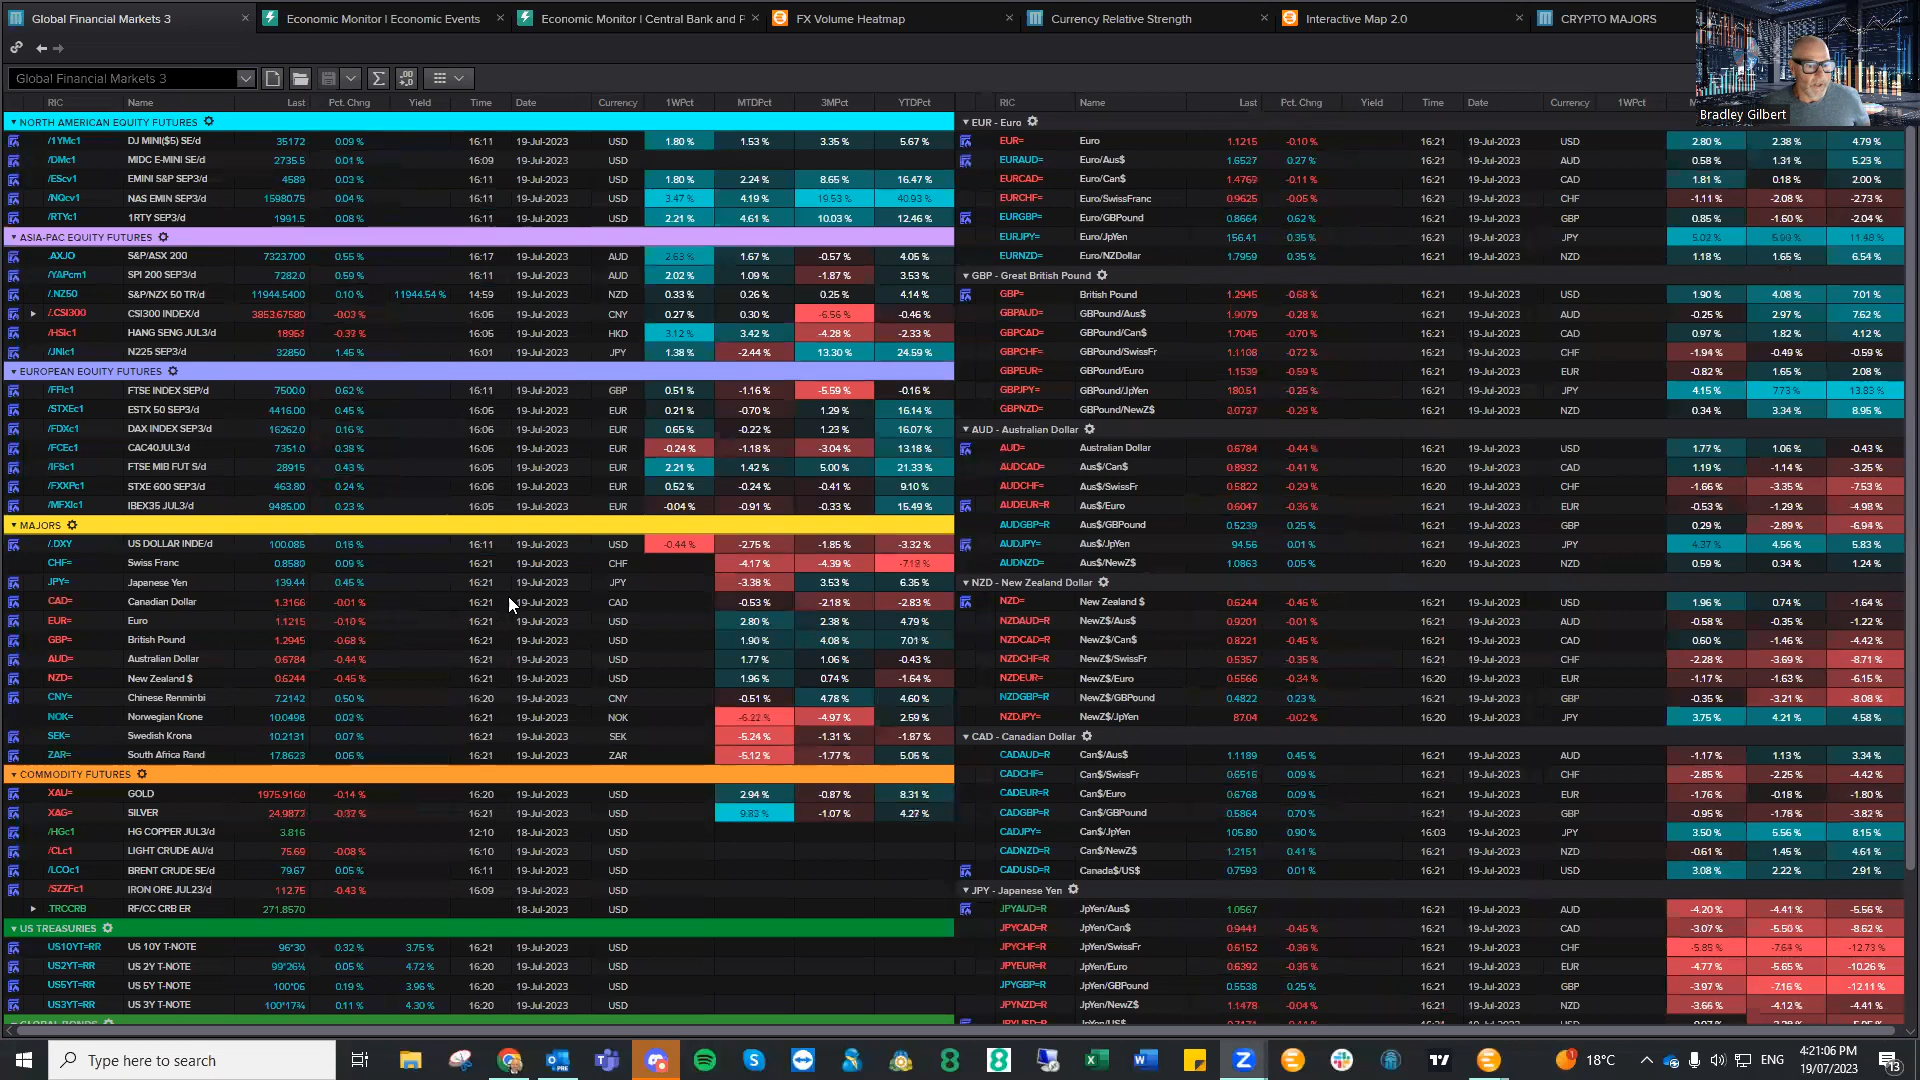 Global Financial Markets 3
Economic Monitor | Economic Events
Economic Monitor | Central Bank and F
FX Volume Heatmap
Currency Relative Strength
Interactive Map 2.0
CRYPTO MAJORS
Bradley Gilbert
Global Financial Markets 3
RIC Name Last Pct. Chng Yield Time Date Currency 1WPct MTDPct 3MPct YTDPct
NORTH AMERICAN EQUITY FUTURES
/1YMc1 DJ MINI($5) SE/d 35172 0.09 % 16:11 19-Jul-2023 USD 1.80 % 1.53 % 3.35 % 5.67 %
/DMc1 MIDC E-MINI SE/d 2735.5 0.01 % 16:09 19-Jul-2023 USD
/EScv1 EMINI S&P SEP3/d 4589 0.03 % 16:11 19-Jul-2023 USD 1.80 % 2.24 % 8.65 % 16.47 %
/NQcv1 NAS EMIN SEP3/d 15980.75 0.04 % 16:11 19-Jul-2023 USD 3.47 % 4.19 % 19.53 % 40.93 %
/RTYc1 1RTY SEP3/d 1991.5 0.08 % 16:11 19-Jul-2023 USD 2.21 % 4.61 % 10.03 % 12.46 %
ASIA-PAC EQUITY FUTURES
.AXJO S&P/ASX 200 7323.700 0.55 % 16:17 19-Jul-2023 AUD 2.63 % 1.67 % -0.57 % 4.05 %
/YAPcm1 SPI 200 SEP3/d 7282.0 0.59 % 16:11 19-Jul-2023 AUD 2.02 % 1.09 % -1.87 % 3.53 %
/.NZ50 S&P/NZX 50 TR/d 11944.5400 0.10 % 11944.54 % 14:59 19-Jul-2023 NZD 0.33 % 0.26 % 0.25 % 4.14 %
/.CSI300 CSI300 INDEX/d 3853.67580 -0.03 % 16:05 19-Jul-2023 CNY 0.27 % 0.30 % -6.56 % -0.46 %
/HSIc1 HANG SENG JUL3/d 18951 16:05 19-Jul-2023 HKD 3.12 % 3.42 % -4.28 % -2.33 %
/JNIc1 N225 SEP3/d 32850 1.45 % 16:01 19-Jul-2023 JPY 1.38 % -2.44 % 13.30 % 24.59 %
EUROPEAN EQUITY FUTURES
/FFIc1 FTSE INDEX SEP/d 7500.0 0.62 % 16:11 19-Jul-2023 GBP 0.51 % -1.16 % -5.59 % -0.16 %
/STXEc1 ESTX 50 SEP3/d 4416.00 0.45 % 16:05 19-Jul-2023 EUR 0.21 % -0.70 % 1.29 % 16.14 %
/FDXc1 DAX INDEX SEP3/d 16262.0 0.16 % 16:05 19-Jul-2023 EUR 0.65 % -0.22 % 1.23 % 16.07 %
/FCEc1 CAC40JUL3/d 7351.0 0.38 % 16:05 19-Jul-2023 EUR -0.24 % -1.18 % -3.04 % 13.18 %
/IFSc1 FTSE MIB FUT S/d 28915 0.43 % 16:05 19-Jul-2023 EUR 2.21 % 1.42 % 5.00 % 21.33 %
/FXXPc1 STXE 600 SEP3/d 463.80 0.24 % 16:05 19-Jul-2023 EUR 0.52 % -0.24 % -0.41 % 9.10 %
/MFXIc1 IBEX35 JUL3/d 9485.00 0.23 % 16:05 19-Jul-2023 EUR -0.04 % -0.91 % -0.33 % 15.49 %
MAJORS
/.DXY US DOLLAR INDE/d 100.085 0.16 % 16:11 19-Jul-2023 USD -0.44 % -2.75 % -1.85 % -3.32 %
CHF= Swiss Franc 0.8580 0.09 % 16:21 19-Jul-2023 CHF -4.17 % -4.39 %
JPY= Japanese Yen 139.44 0.45 % 16:21 19-Jul-2023 JPY -3.38 % 3.53 % 6.35 %
CAD= Canadian Dollar 1.3166 -0.01 % 16:21 19-Jul-2023 CAD -0.53 % -2.18 % -2.83 %
EUR= Euro 1.1215 -0.10 % 16:21 19-Jul-2023 USD 2.80 % 2.38 % 4.79 %
GBP= British Pound 1.2945 -0.68 % 16:21 19-Jul-2023 USD 1.90 % 4.08 % 7.01 %
AUD= Australian Dollar 0.6784 -0.44 % 16:21 19-Jul-2023 USD 1.77 % 1.06 % -0.43 %
NZD= New Zealand $ 0.6244 -0.45 % 16:21 19-Jul-2023 USD 1.96 % 0.74 % -1.64 %
CNY= Chinese Renminbi 7.2142 0.50 % 16:20 19-Jul-2023 CNY -0.51 % 4.78 % 4.60 %
NOK= Norwegian Krone 10.0498 0.02 % 16:21 19-Jul-2023 NOK -6.22 % -4.97 % 2.59 %
SEK= Swedish Krona 10.2131 0.07 % 16:21 19-Jul-2023 SEK -5.24 % -1.31 % -1.87 %
ZAR= South Africa Rand 17.8623 0.05 % 16:21 19-Jul-2023 ZAR -5.12 % -1.77 % 5.05 %
COMMODITY FUTURES
XAU= GOLD 1975.9160 -0.14 % 16:20 19-Jul-2023 USD 2.94 % -0.87 % 8.31 %
XAG= SILVER 24.9877 -0.37 % 16:21 19-Jul-2023 USD 9.83 % -1.07 % 4.27 %
/HGc1 HG COPPER JUL3/d 3.816 12:10 18-Jul-2023 USD
/CLc1 LIGHT CRUDE AU/d 75.69 -0.08 % 16:10 19-Jul-2023 USD
/LCOc1 BRENT CRUDE SE/d 79.67 0.05 % 16:11 19-Jul-2023 USD
/SZZFc1 IRON ORE JUL23/d 112.75 -0.43 % 16:09 19-Jul-2023 USD
.TRCCRB RF/CC CRB ER 271.8570 18-Jul-2023 USD
US TREASURIES
US10YT=RR US 10Y T-NOTE 96*30 0.32 % 3.75 % 16:21 19-Jul-2023 USD
US2YT=RR US 2Y T-NOTE 99*26¼ 0.05 % 4.72 % 16:20 19-Jul-2023 USD
US5YT=RR US 5Y T-NOTE 100*06 0.19 % 3.96 % 16:20 19-Jul-2023 USD
US3YT=RR US 3Y T-NOTE 100*17¾ 0.11 % 4.30 % 16:20 19-Jul-2023 USD
GLOBAL BONDS
RIC Name Last Pct. Chng Yield Time Date Currency 1WPct
EUR - Euro
EUR= Euro 1.1215 -0.10 % 16:21 19-Jul-2023 USD 2.80 % 2.38 % 4.79 %
EURAUD= Euro/Aus$ 1.6527 0.27 % 16:21 19-Jul-2023 AUD 0.58 % 1.31 % 5.23 %
EURCAD= Euro/Can$ 1.4769 -0.11 % 16:21 19-Jul-2023 CAD 1.81 % 0.18 % 2.00 %
EURCHF= Euro/SwissFranc 0.9625 -0.05 % 16:21 19-Jul-2023 CHF -1.11 % -2.08 % -2.73 %
EURGBP= Euro/GBPound 0.8664 0.62 % 16:21 19-Jul-2023 GBP 0.85 % -1.60 % -2.04 %
EURJPY= Euro/JpYen 156.41 0.35 % 16:21 19-Jul-2023 JPY 5.02 % 5.90 % 11.48 %
EURNZD= Euro/NZDollar 1.7959 0.35 % 16:21 19-Jul-2023 NZD 1.18 % 1.65 % 6.54 %
GBP - Great British Pound
GBP= British Pound 1.2945 -0.68 % 16:21 19-Jul-2023 USD 1.90 % 4.08 % 7.01 %
GBPAUD= GBPound/Aus$ 1.9079 -0.28 % 16:21 19-Jul-2023 AUD -0.25 % 2.97 % 7.62 %
GBPCAD= GBPound/Can$ 1.7045 -0.70 % 16:21 19-Jul-2023 CAD 0.97 % 1.82 % 4.12 %
GBPCHF= GBPound/SwissFr 1.1108 -0.72 % 16:21 19-Jul-2023 CHF -1.94 % -0.49 % -0.59 %
GBPEUR= GBPound/Euro 1.1539 -0.59 % 16:21 19-Jul-2023 EUR -0.82 % 1.65 % 2.08 %
GBPJPY= GBPound/JpYen 180.51 -0.25 % 16:21 19-Jul-2023 JPY 4.15 % 7.73 % 13.83 %
GBPNZD= GBPound/NewZ$ -0.29 % 16:21 19-Jul-2023 NZD 0.34 % 3.34 % 8.95 %
AUD - Australian Dollar
AUD= Australian Dollar 0.6784 -0.44 % 16:21 19-Jul-2023 USD 1.77 % 1.06 % -0.43 %
AUDCAD= Aus$/Can$ 0.8932 -0.41 % 16:20 19-Jul-2023 CAD 1.19 % -1.14 % -3.25 %
AUDCHF= Aus$/SwissFr 0.5822 -0.29 % 16:21 19-Jul-2023 CHF -1.66 % -3.35 % -7.53 %
AUDEUR=R Aus$/Euro 0.6047 -0.36 % 16:21 19-Jul-2023 EUR -0.53 % -1.29 % -4.98 %
AUDGBP=R Aus$/GBPound 0.5239 0.25 % 16:21 19-Jul-2023 GBP 0.29 % -2.89 % -6.94 %
AUDJPY= Aus$/JpYen 94.56 0.01 % 16:21 19-Jul-2023 JPY 4.37 % 4.56 % 5.83 %
AUDNZD= Aus$/NewZ$ 1.0863 0.05 % 16:21 19-Jul-2023 NZD 0.59 % 0.34 % 1.24 %
NZD - New Zealand Dollar
NZD= New Zealand $ 0.6244 -0.45 % 16:21 19-Jul-2023 USD 1.96 % 0.74 % -1.64 %
NZDAUD=R NewZ$/Aus$ 0.9201 -0.01 % 16:21 19-Jul-2023 AUD -0.58 % -0.35 % -1.22 %
NZDCAD=R NewZ$/Can$ 0.8221 -0.45 % 16:21 19-Jul-2023 CAD 0.60 % -1.46 % -4.42 %
NZDCHF=R NewZ$/SwissFr 0.5357 -0.35 % 16:21 19-Jul-2023 CHF -2.28 % -3.69 % -8.71 %
NZDEUR= NewZ$/Euro 0.5566 -0.34 % 16:20 19-Jul-2023 EUR -1.17 % -1.63 % -6.15 %
NZDGBP=R NewZ$/GBPound 0.4822 0.23 % 16:21 19-Jul-2023 GBP -0.35 % -3.21 % -8.08 %
NZDJPY= NewZ$/JpYen 87.04 -0.02 % 16:20 19-Jul-2023 JPY 3.75 % 4.21 % 4.58 %
CAD - Canadian Dollar
CADAUD=R Can$/Aus$ 1.1189 0.45 % 16:21 19-Jul-2023 AUD -1.17 % 1.13 % 3.34 %
CADCHF= Can$/SwissFr 0.6516 0.09 % 16:21 19-Jul-2023 CHF -2.85 % -2.25 % -4.42 %
CADEUR=R Can$/Euro 0.6768 0.09 % 16:21 19-Jul-2023 EUR -1.76 % -0.18 % -1.80 %
CADGBP=R Can$/GBPound 0.5864 0.70 % 16:21 19-Jul-2023 GBP -0.95 % -1.78 % -3.82 %
CADJPY= Can$/JpYen 105.80 0.90 % 16:03 19-Jul-2023 JPY 3.50 % 5.56 % 8.15 %
CADNZD=R Can$/NewZ$ 1.2151 0.41 % 16:21 19-Jul-2023 NZD -0.61 % 1.45 % 4.61 %
CADUSD=R Canada$/US$ 0.7593 0.01 % 16:21 19-Jul-2023 USD 3.08 % 2.22 % 2.91 %
JPY - Japanese Yen
JPYAUD=R JpYen/Aus$ 1.0567 16:21 19-Jul-2023 AUD -4.20 % -4.41 % -5.56 %
JPYCAD=R JpYen/Can$ 0.9441 -0.45 % 16:21 19-Jul-2023 CAD -3.07 % -5.50 % -8.62 %
JPYCHF=R JpYen/SwissFr 0.6152 -0.36 % 16:21 19-Jul-2023 CHF -5.88 % -7.64 % -12.73 %
JPYEUR=R JpYen/Euro 0.6392 -0.35 % 16:21 19-Jul-2023 EUR -4.77 % -5.65 % -10.26 %
JPYGBP=R JpYen/GBPound 0.5538 0.25 % 16:21 19-Jul-2023 GBP -3.97 % -7.16 % -12.11 %
JPYNZD=R JpYen/NewZ$ 1.1478 -0.04 % 16:21 19-Jul-2023 NZD -3.66 % -4.12 % -4.41 %
Type here to search
18°C
ENG
4:21:06 PM
19/07/2023
13